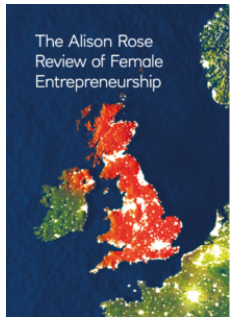 The Alison Rose
Review of Female
Entrepreneurship